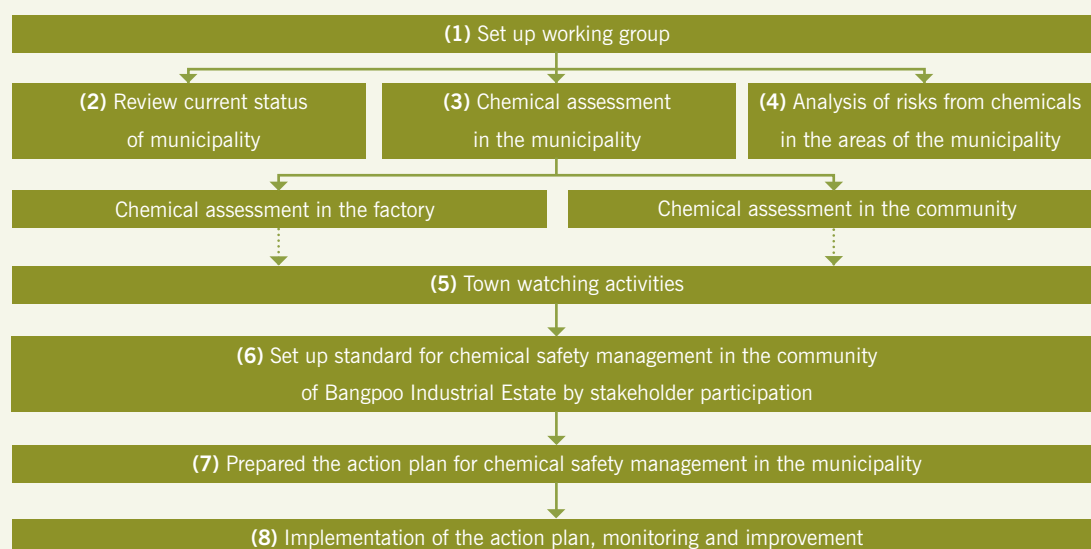 (1) Set up working group
(2) Review current status
of municipality
(3) Chemical assessment
in the municipality
(4) Analysis of risks from chemicals
in the areas of the municipality
Chemical assessment in the factory
Chemical assessment in the community
(5) Town watching activities
(6) Set up standard for chemical safety management in the community
of Bangpoo Industrial Estate by stakeholder participation
(7) Prepared the action plan for chemical safety management in the municipality
(8) Implementation of the action plan, monitoring and improvement